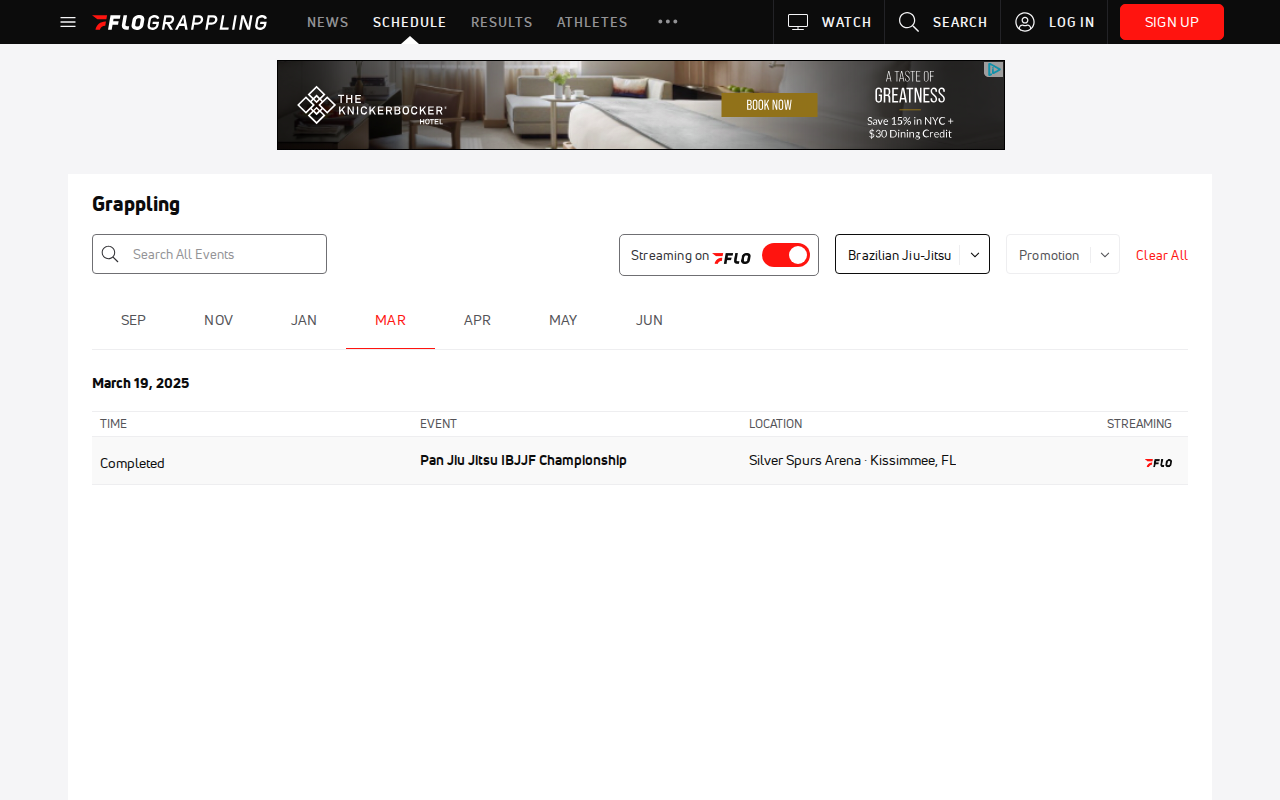 FLOGRAPPLING NEWS SCHEDULE RESULTS ATHLETES WATCH SEARCH LOG IN SIGN UP
THE
KNICKERBOCKER
HOTEL
BOOK NOW
A TASTE OF
GREATNESS
Save 15% in NYC +
$30 Dining Credit
Grappling
Search All Events
Streaming on FLO
Brazilian Jiu-Jitsu
Promotion
Clear All
SEP NOV JAN MAR APR MAY JUN
March 19, 2025
TIME EVENT LOCATION STREAMING
Completed Pan Jiu Jitsu IBJJF Championship Silver Spurs Arena · Kissimmee, FL FLO